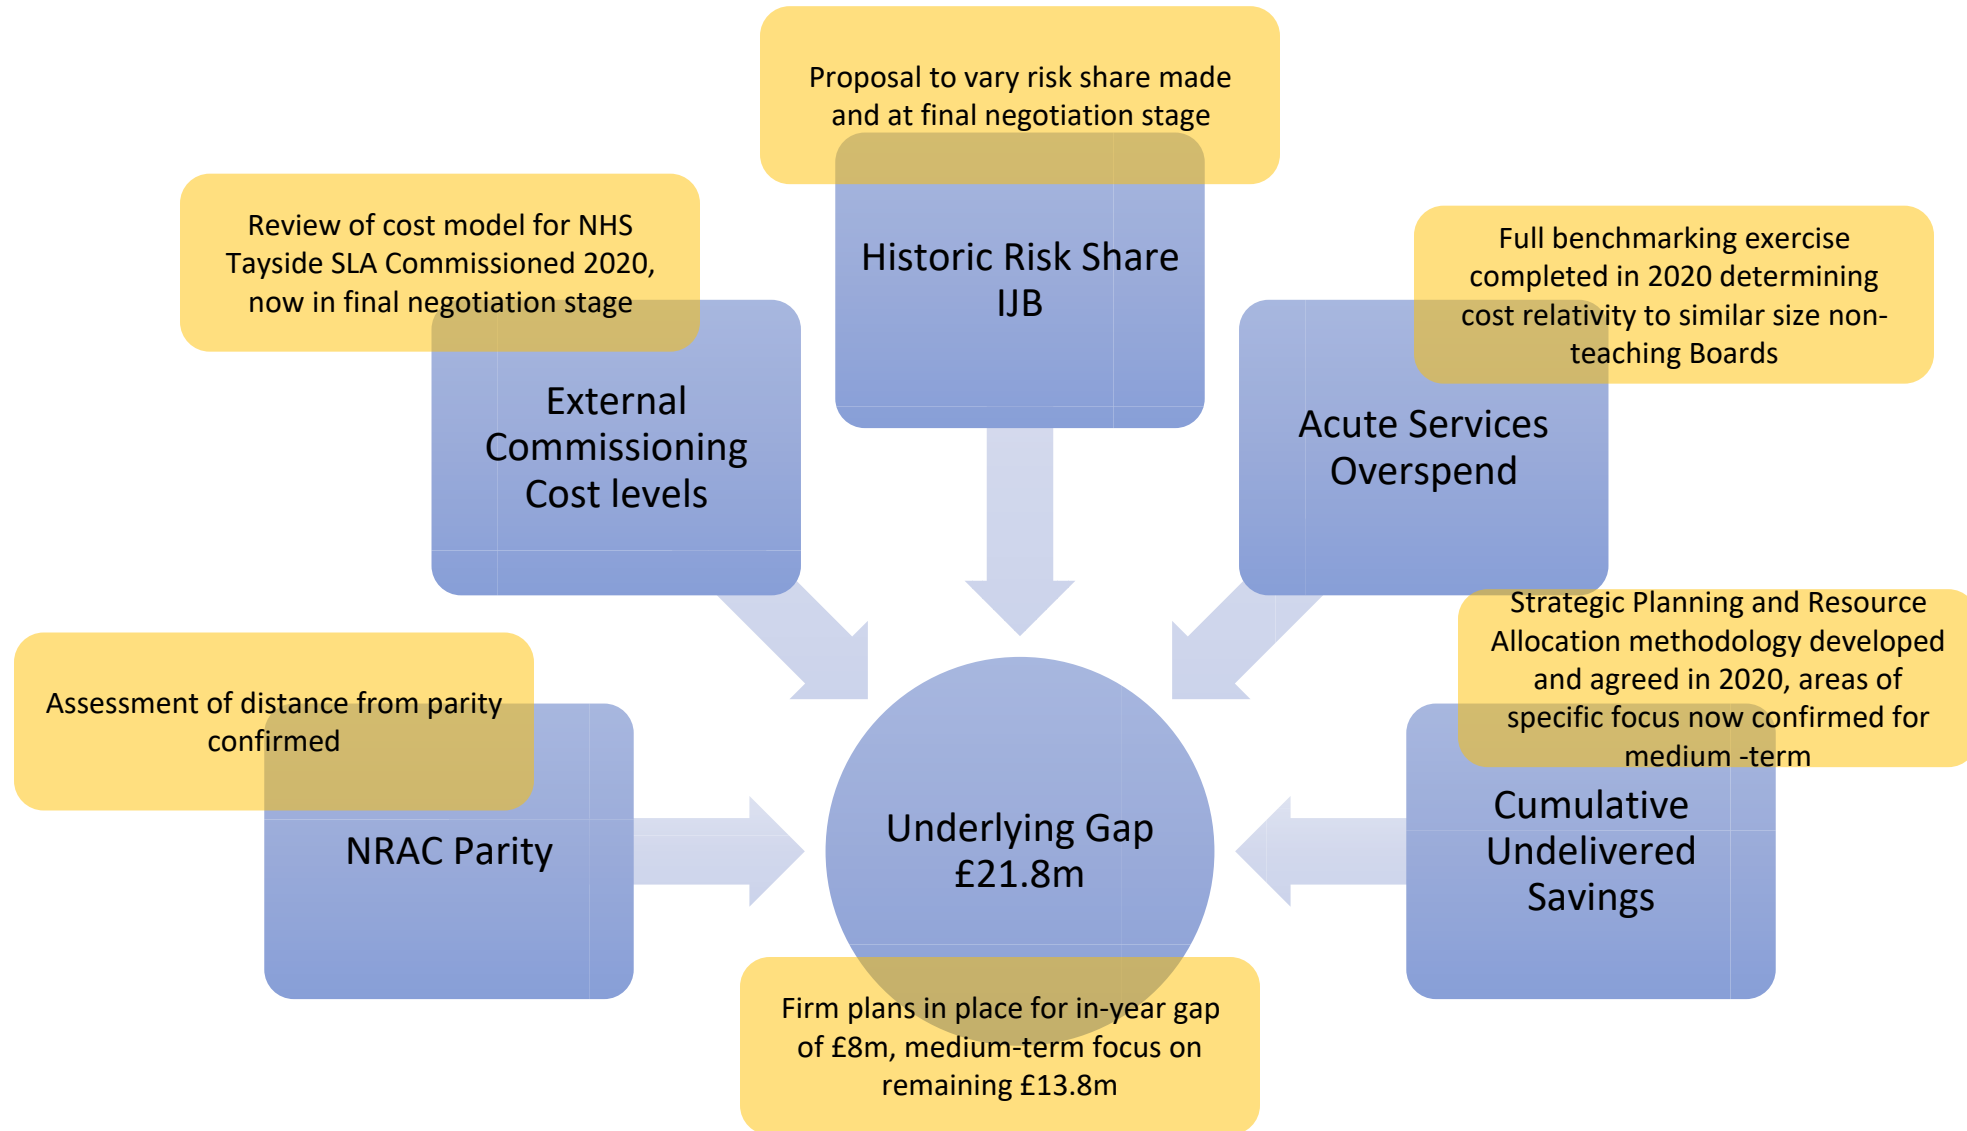 Proposal to vary risk share made
and at final negotiation stage
Historic Risk Share
IJB
Review of cost model for NHS
Tayside SLA Commissioned 2020,
now in final negotiation stage
External
Commissioning
Cost levels
Full benchmarking exercise
completed in 2020 determining
cost relativity to similar size non-
teaching Boards
Acute Services
Overspend
Assessment of distance from parity
confirmed
NRAC Parity
Strategic Planning and Resource
Allocation methodology developed
and agreed in 2020, areas of
specific focus now confirmed for
medium -term
Cumulative
Undelivered
Savings
Underlying Gap
£21.8m
Firm plans in place for in-year gap
of £8m, medium-term focus on
remaining £13.8m